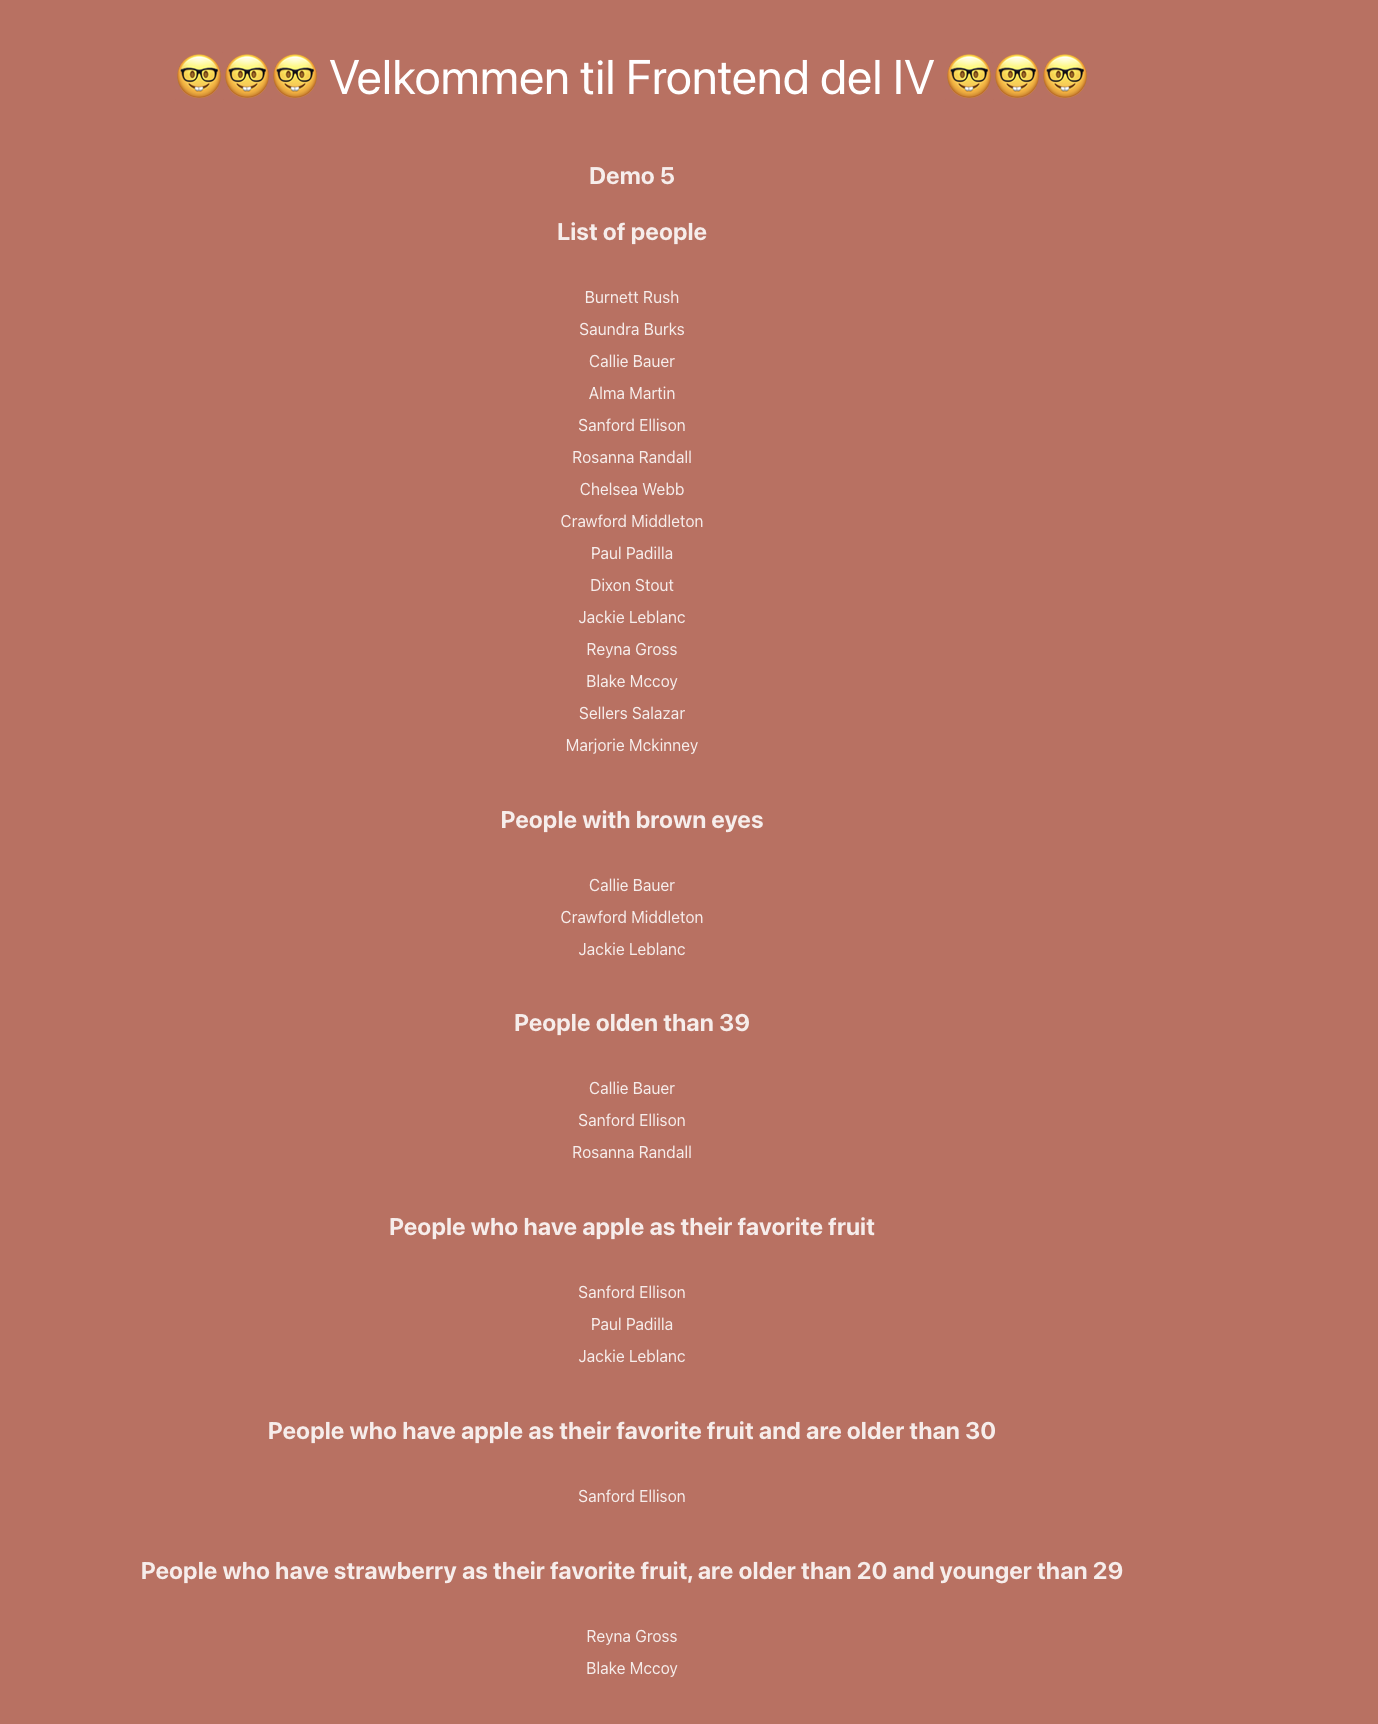 🤓🤓🤓 Velkommen til Frontend del IV 🤓🤓🤓
Demo 5
List of people
Burnett Rush
Saundra Burks
Callie Bauer
Alma Martin
Sanford Ellison
Rosanna Randall
Chelsea Webb
Crawford Middleton
Paul Padilla
Dixon Stout
Jackie Leblanc
Reyna Gross
Blake Mccoy
Sellers Salazar
Marjorie Mckinney
People with brown eyes
Callie Bauer
Crawford Middleton
Jackie Leblanc
People olden than 39
Callie Bauer
Sanford Ellison
Rosanna Randall
People who have apple as their favorite fruit
Sanford Ellison
Paul Padilla
Jackie Leblanc
People who have apple as their favorite fruit and are older than 30
Sanford Ellison
People who have strawberry as their favorite fruit, are older than 20 and younger than 29
Reyna Gross
Blake Mccoy